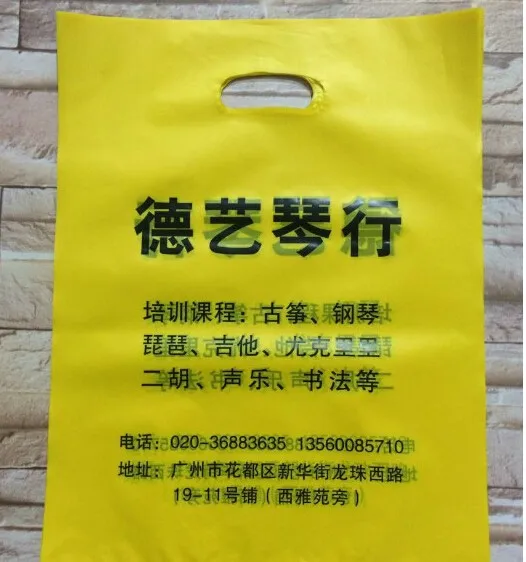 德艺琴行
培训课程：古筝、钢琴
琵琶、吉他、尤克里里
二胡、声乐、书法等
电话：020-36883635 13560085710
地址：广州市花都区新华街龙珠西路
19-11号铺（西雅苑旁）